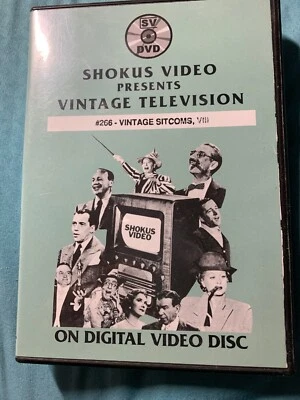 SV
DVD
SHOKUS VIDEO
PRESENTS
VINTAGE TELEVISION
#266 - VINTAGE SITCOMS,
SHOKUS
VIDEO
ON DIGITAL VIDEO DISC